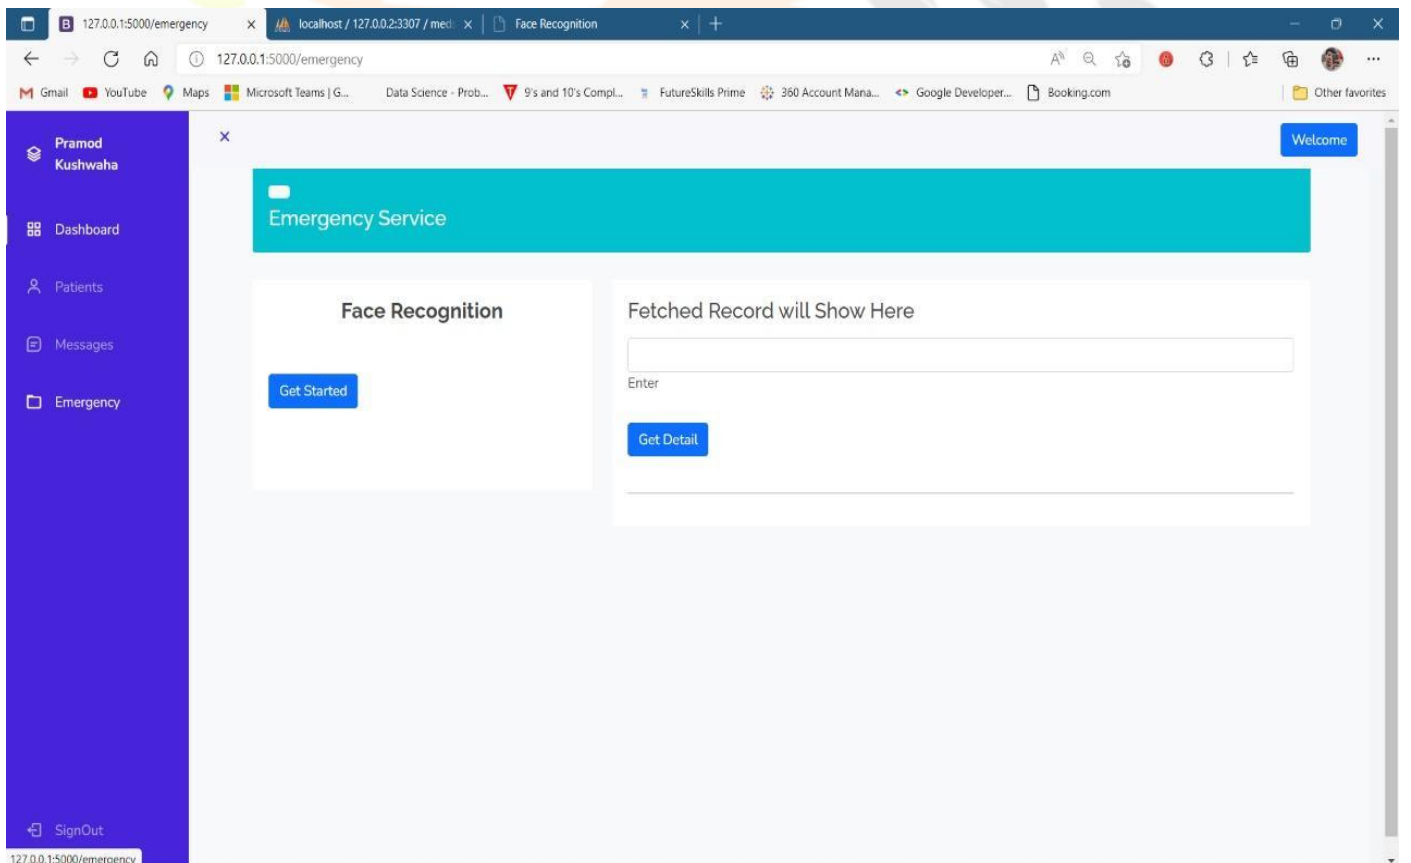 127.0.0.1:5000/emergency
localhost / 127.0.0.2:3307 / med
Face Recognition
127.0.0.1:5000/emergency
Gmail YouTube Maps Microsoft Teams | G... Data Science - Prob... 9's and 10's Compl... FutureSkills Prime 360 Account Mana... Google Developer... Booking.com Other favorites
Pramod
Kushwaha
Welcome
Emergency Service
Dashboard
Patients
Messages
Emergency
Face Recognition
Get Started
Fetched Record will Show Here
Enter
Get Detail
SignOut
127.0.0.1:5000/emergency